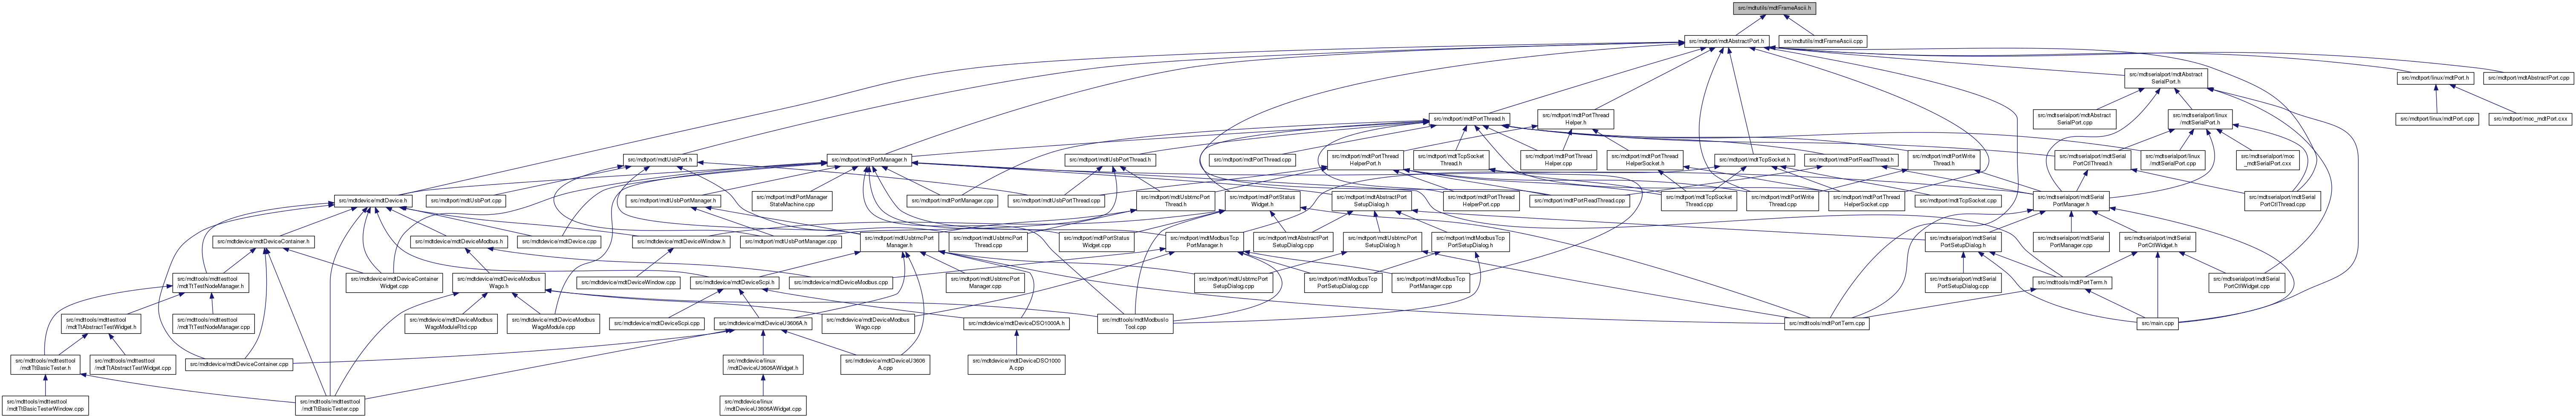 src/mdtutils/mdtFrameAscii.h
src/mdtport/mdtAbstractPort.h
src/mdtutils/mdtFrameAscii.cpp
src/mdtserialport/mdtAbstract
SerialPort.h
src/mdtport/linux/mdtPort.h
src/mdtport/mdtAbstractPort.cpp
src/mdtport/mdtPortThread.h
src/mdtport/mdtPortThread
Helper.h
src/mdtserialport/mdtAbstract
SerialPort.cpp
src/mdtserialport/linux
/mdtSerialPort.h
src/mdtport/linux/mdtPort.cpp
src/mdtport/moc_mdtPort.cxx
src/mdtport/mdtUsbPort.h
src/mdtport/mdtPortManager.h
src/mdtport/mdtUsbPortThread.h
src/mdtport/mdtPortThread.cpp
src/mdtport/mdtPortThread
HelperPort.h
src/mdtport/mdtTcpSocket
Thread.h
src/mdtport/mdtPortThread
Helper.cpp
src/mdtport/mdtPortThread
HelperSocket.h
src/mdtport/mdtTcpSocket.h
src/mdtport/mdtPortReadThread.h
src/mdtport/mdtPortWrite
Thread.h
src/mdtserialport/mdtSerial
PortCtlThread.h
src/mdtserialport/linux
/mdtSerialPort.cpp
src/mdtserialport/moc
_mdtSerialPort.cxx
src/mdtdevice/mdtDevice.h
src/mdtport/mdtUsbPort.cpp
src/mdtport/mdtUsbPortManager.h
src/mdtport/mdtPortManager
StateMachine.cpp
src/mdtport/mdtPortManager.cpp
src/mdtport/mdtUsbPortThread.cpp
src/mdtport/mdtUsbtmcPort
Thread.h
src/mdtport/mdtPortStatus
Widget.h
src/mdtport/mdtAbstractPort
SetupDialog.h
src/mdtport/mdtPortThread
HelperPort.cpp
src/mdtport/mdtPortReadThread.cpp
src/mdtport/mdtTcpSocket
Thread.cpp
src/mdtport/mdtPortWrite
Thread.cpp
src/mdtport/mdtPortThread
HelperSocket.cpp
src/mdtport/mdtTcpSocket.cpp
src/mdtserialport/mdtSerial
PortManager.h
src/mdtserialport/mdtSerial
PortCtlThread.cpp
src/mdtdevice/mdtDeviceContainer.h
src/mdtdevice/mdtDeviceModbus.h
src/mdtdevice/mdtDevice.cpp
src/mdtdevice/mdtDeviceWindow.h
src/mdtport/mdtUsbPortManager.cpp
src/mdtport/mdtUsbtmcPort
Manager.h
src/mdtport/mdtUsbtmcPort
Thread.cpp
src/mdtport/mdtPortStatus
Widget.cpp
src/mdtport/mdtModbusTcp
PortManager.h
src/mdtport/mdtAbstractPort
SetupDialog.cpp
src/mdtport/mdtUsbtmcPort
SetupDialog.h
src/mdtport/mdtModbusTcp
PortSetupDialog.h
src/mdtserialport/mdtSerial
PortSetupDialog.h
src/mdtserialport/mdtSerial
PortManager.cpp
src/mdtserialport/mdtSerial
PortCtlWidget.h
src/mdttools/mdttesttool
/mdtTtTestNodeManager.h
src/mdtdevice/mdtDeviceContainer
Widget.cpp
src/mdtdevice/mdtDeviceModbus
Wago.h
src/mdtdevice/mdtDeviceWindow.cpp
src/mdtdevice/mdtDeviceScpi.h
src/mdtdevice/mdtDeviceModbus.cpp
src/mdtport/mdtUsbtmcPort
Manager.cpp
src/mdtport/mdtUsbtmcPort
SetupDialog.cpp
src/mdtport/mdtModbusTcp
PortSetupDialog.cpp
src/mdtport/mdtModbusTcp
PortManager.cpp
src/mdtserialport/mdtSerial
PortSetupDialog.cpp
src/mdttools/mdtPortTerm.h
src/mdtserialport/mdtSerial
PortCtlWidget.cpp
src/mdttools/mdttesttool
/mdtTtAbstractTestWidget.h
src/mdttools/mdttesttool
/mdtTtTestNodeManager.cpp
src/mdtdevice/mdtDeviceModbus
WagoModuleRtd.cpp
src/mdtdevice/mdtDeviceModbus
WagoModule.cpp
src/mdtdevice/mdtDeviceScpi.cpp
src/mdtdevice/mdtDeviceU3606A.h
src/mdtdevice/mdtDeviceModbus
Wago.cpp
src/mdtdevice/mdtDeviceDSO1000A.h
src/mdttools/mdtModbusIo
Tool.cpp
src/mdttools/mdtPortTerm.cpp
src/main.cpp
src/mdttools/mdttesttool
/mdtTtBasicTester.h
src/mdttools/mdttesttool
/mdtTtAbstractTestWidget.cpp
src/mdtdevice/mdtDeviceContainer.cpp
src/mdtdevice/linux
/mdtDeviceU3606AWidget.h
src/mdtdevice/mdtDeviceU3606
A.cpp
src/mdtdevice/mdtDeviceDSO1000
A.cpp
src/mdttools/mdttesttool
/mdtTtBasicTesterWindow.cpp
src/mdttools/mdttesttool
/mdtTtBasicTester.cpp
src/mdtdevice/linux
/mdtDeviceU3606AWidget.cpp